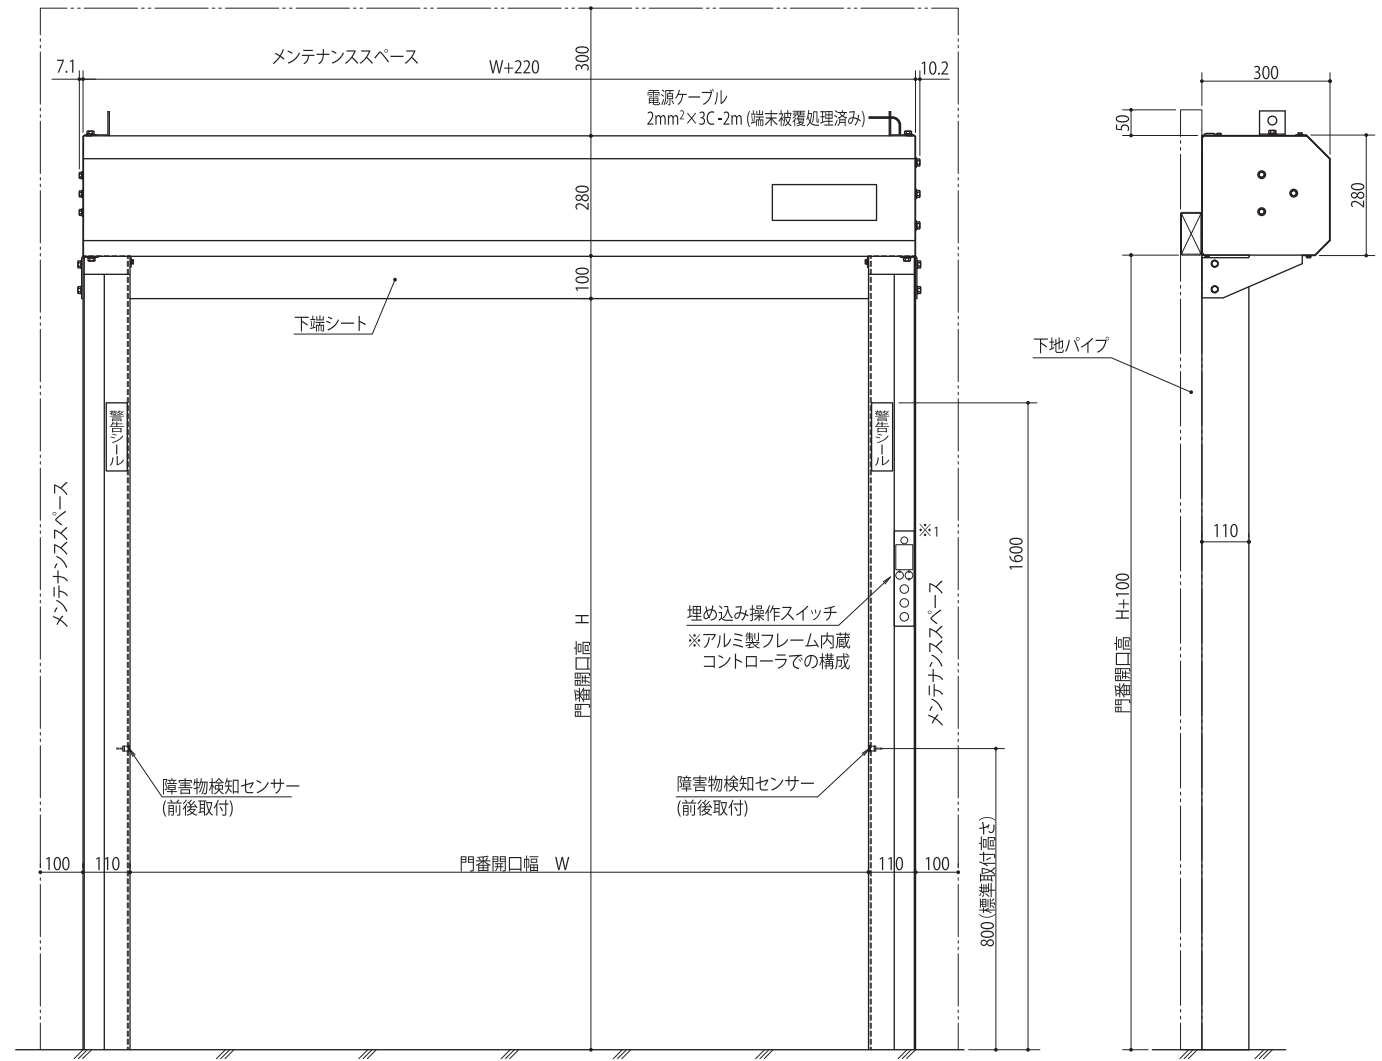 メンテナンススペース
7.1
W+220
300
10.2
電源ケーブル
2mm²×3C-2m (端末被覆処理済み)
280
100
下端シート
警告シール
警告シール
メンテナンススペース
※1
1600
埋め込み操作スイッチ
※アルミ製フレーム内蔵
コントローラでの構成
門番開口高 H
メンテナンススペース
障害物検知センサー
(前後取付)
障害物検知センサー
(前後取付)
800 (標準取付高さ)
100
110
門番開口幅 W
110
100
300
50
280
下地パイプ
110
門番開口高 H+100